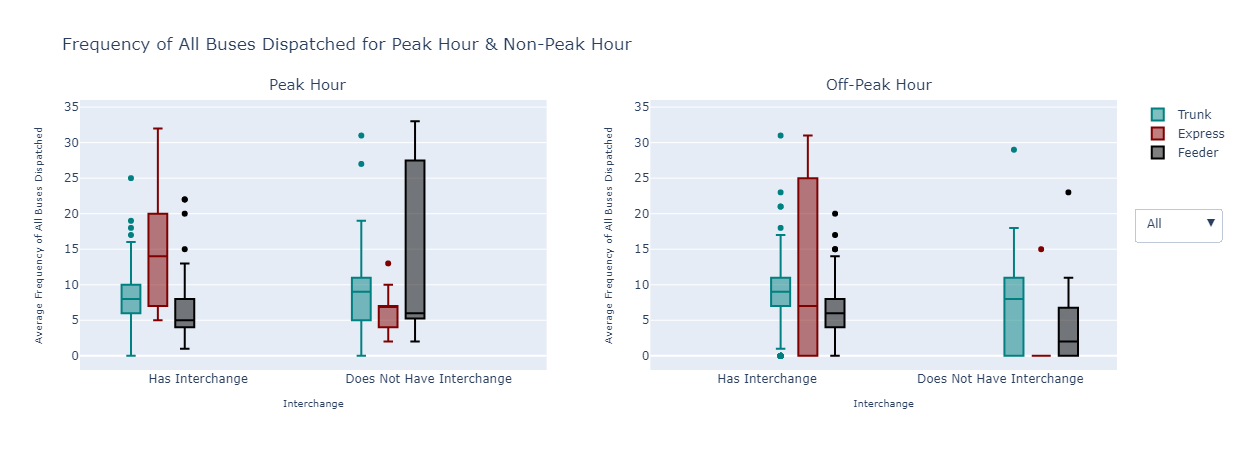 Frequency of All Buses Dispatched for Peak Hour & Non-Peak Hour
Peak Hour
Off-Peak Hour
Average Frequency of All Buses Dispatched
35
30
25
20
15
10
5
0
Has Interchange
Does Not Have Interchange
Interchange
Average Frequency of All Buses Dispatched
35
30
25
20
15
10
5
0
Has Interchange
Does Not Have Interchange
Interchange
Trunk
Express
Feeder
All